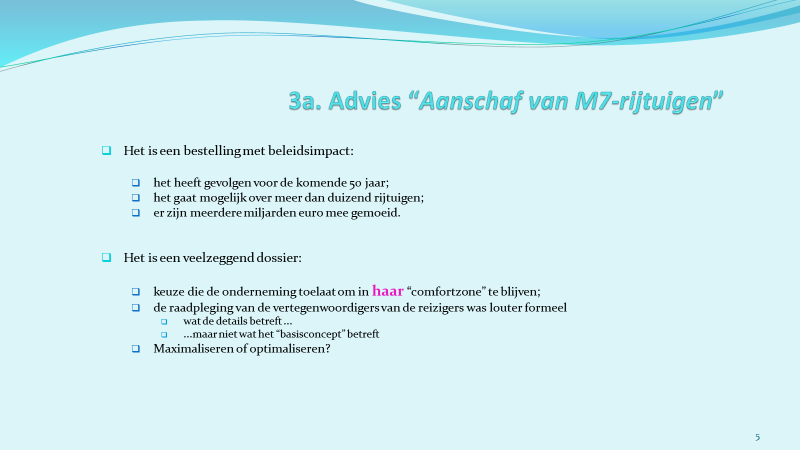 3a. Advies “Aanschaf van M7-rijtuigen”
Het is een bestelling met beleidsimpact:
het heeft gevolgen voor de komende 50 jaar;
het gaat mogelijk over meer dan duizend rijtuigen;
er zijn meerdere miljarden euro mee gemoeid.
Het is een veelzeggend dossier:
keuze die de onderneming toelaat om in haar “comfortzone” te blijven;
de raadpleging van de vertegenwoordigers van de reizigers was louter formeel
wat de details betreft ...
...maar niet wat het “basisconcept” betreft
Maximaliseren of optimaliseren?
5